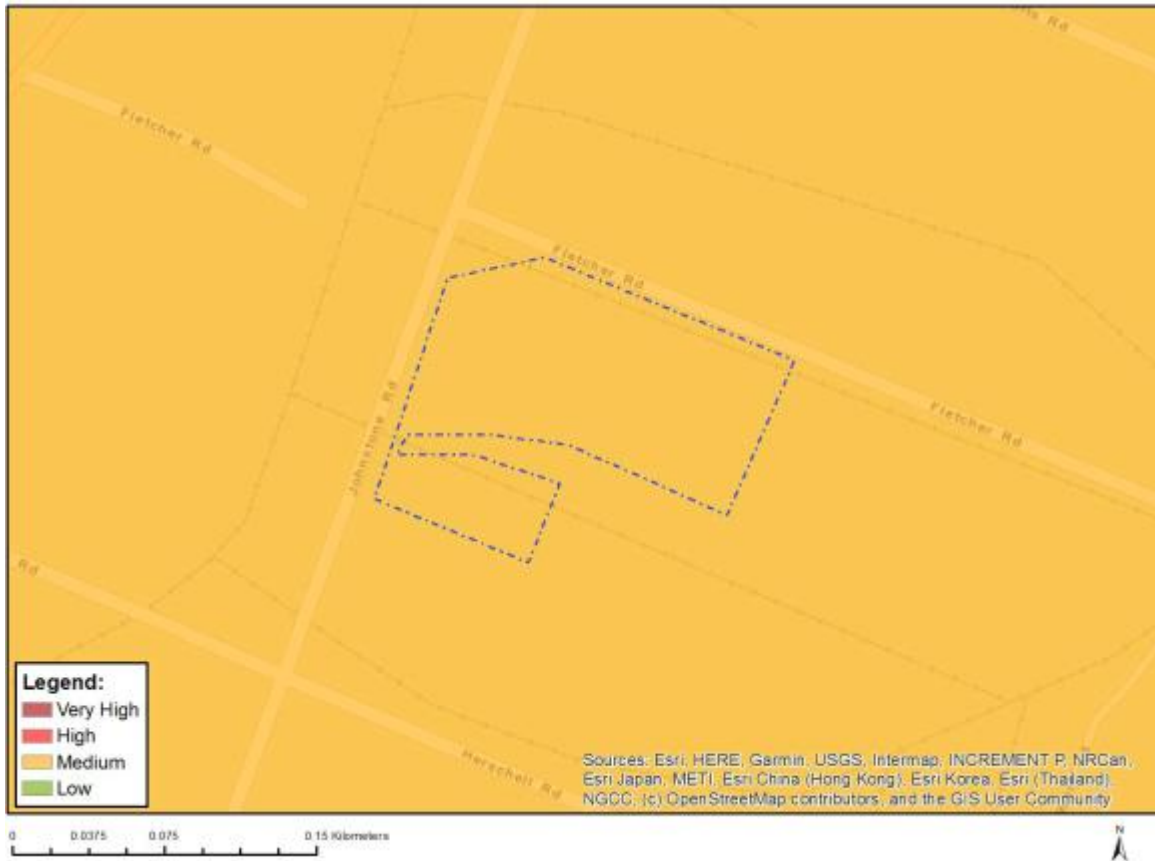 Fletcher Rd
Fletcher Rd
Johnstone Rd
Fletcher Rd
Rd
Herschell Rd
Legend:
Very High
High
Medium
Low
Sources: Esri, HERE, Garmin, USGS, Intermap, INCREMENT P, NRCan,
Esri Japan, METI, Esri China (Hong Kong), Esri Korea, Esri (Thailand),
NGCC, (c) OpenStreetMap contributors, and the GIS User Community
0 0.0375 0.075 0.15 Kilometers
N